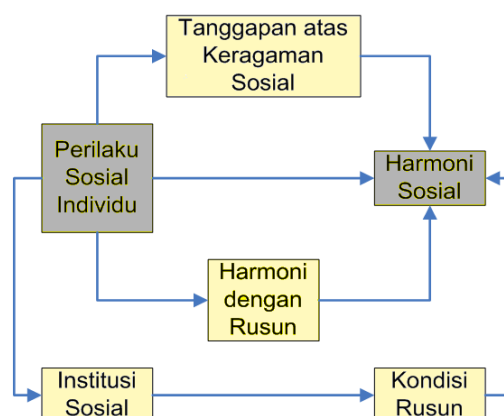 Tanggapan atas
Keragaman
Sosial
Perilaku
Sosial
Individu
Harmoni
Sosial
Harmoni
dengan
Rusun
Institusi
Sosial
Kondisi
Rusun